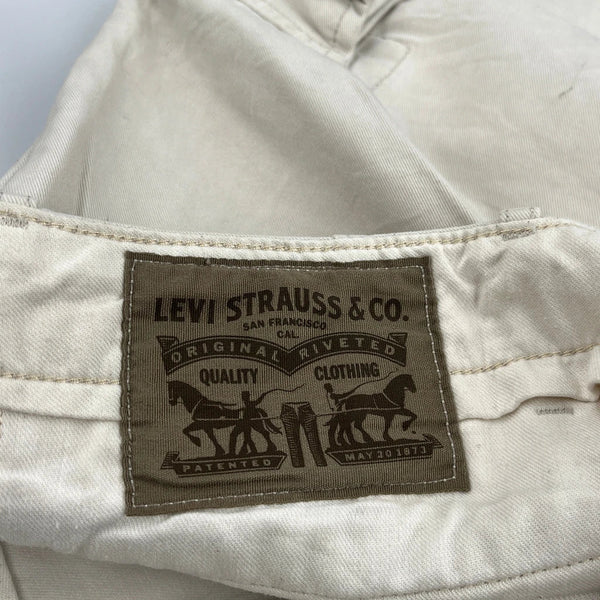 LEVI STRAUSS & CO.
SAN FRANCISCO
CAL.
ORIGINAL RIVETED
QUALITY CLOTHING
PATENTED MAY 20 1873